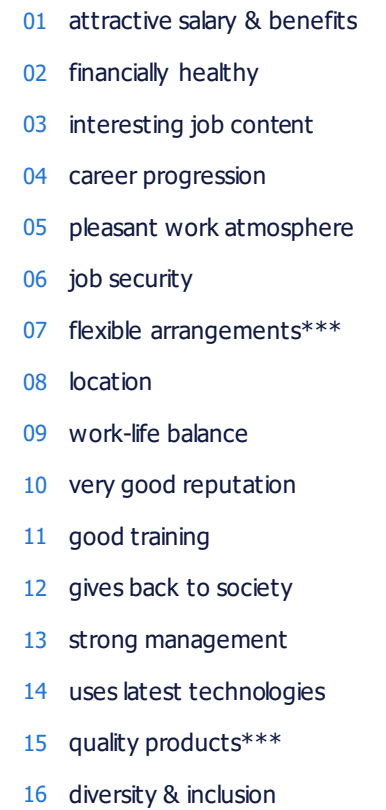 01 attractive salary & benefits
02 financially healthy
03 interesting job content
04 career progression
05 pleasant work atmosphere
06 job security
07 flexible arrangements***
08 location
09 work-life balance
10 very good reputation
11 good training
12 gives back to society
13 strong management
14 uses latest technologies
15 quality products***
16 diversity & inclusion